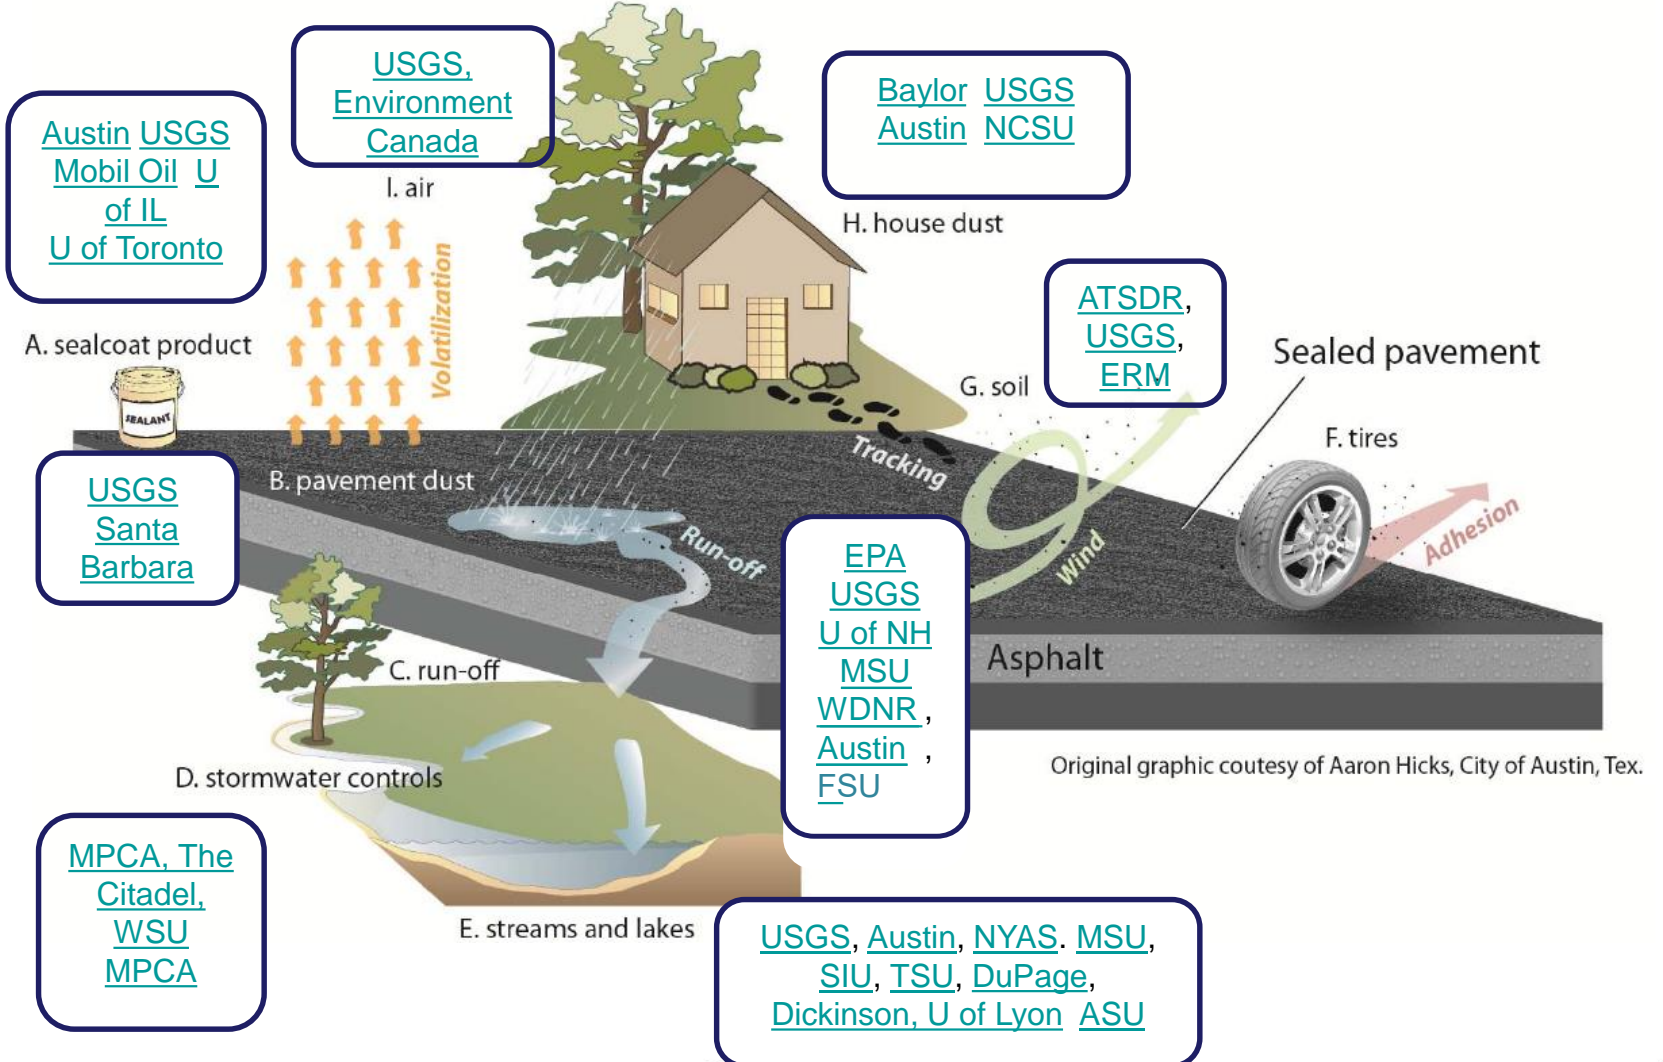 USGS,
Environment
Canada
Baylor USGS
Austin NCSU
Austin USGS
Mobil Oil U
of IL
U of Toronto
I. air
H. house dust
Volatilization
ATSDR,
USGS,
ERM
A. sealcoat product
SEALANT
Sealed pavement
G. soil
F. tires
Tracking
B. pavement dust
USGS
Santa
Barbara
Run-off
Wind
Adhesion
EPA
USGS
U of NH
MSU
WDNR ,
Austin ,
FSU
Asphalt
C. run-off
Original graphic coutesy of Aaron Hicks, City of Austin, Tex.
D. stormwater controls
MPCA, The
Citadel,
WSU
MPCA
E. streams and lakes
USGS, Austin, NYAS. MSU,
SIU, TSU, DuPage,
Dickinson, U of Lyon ASU